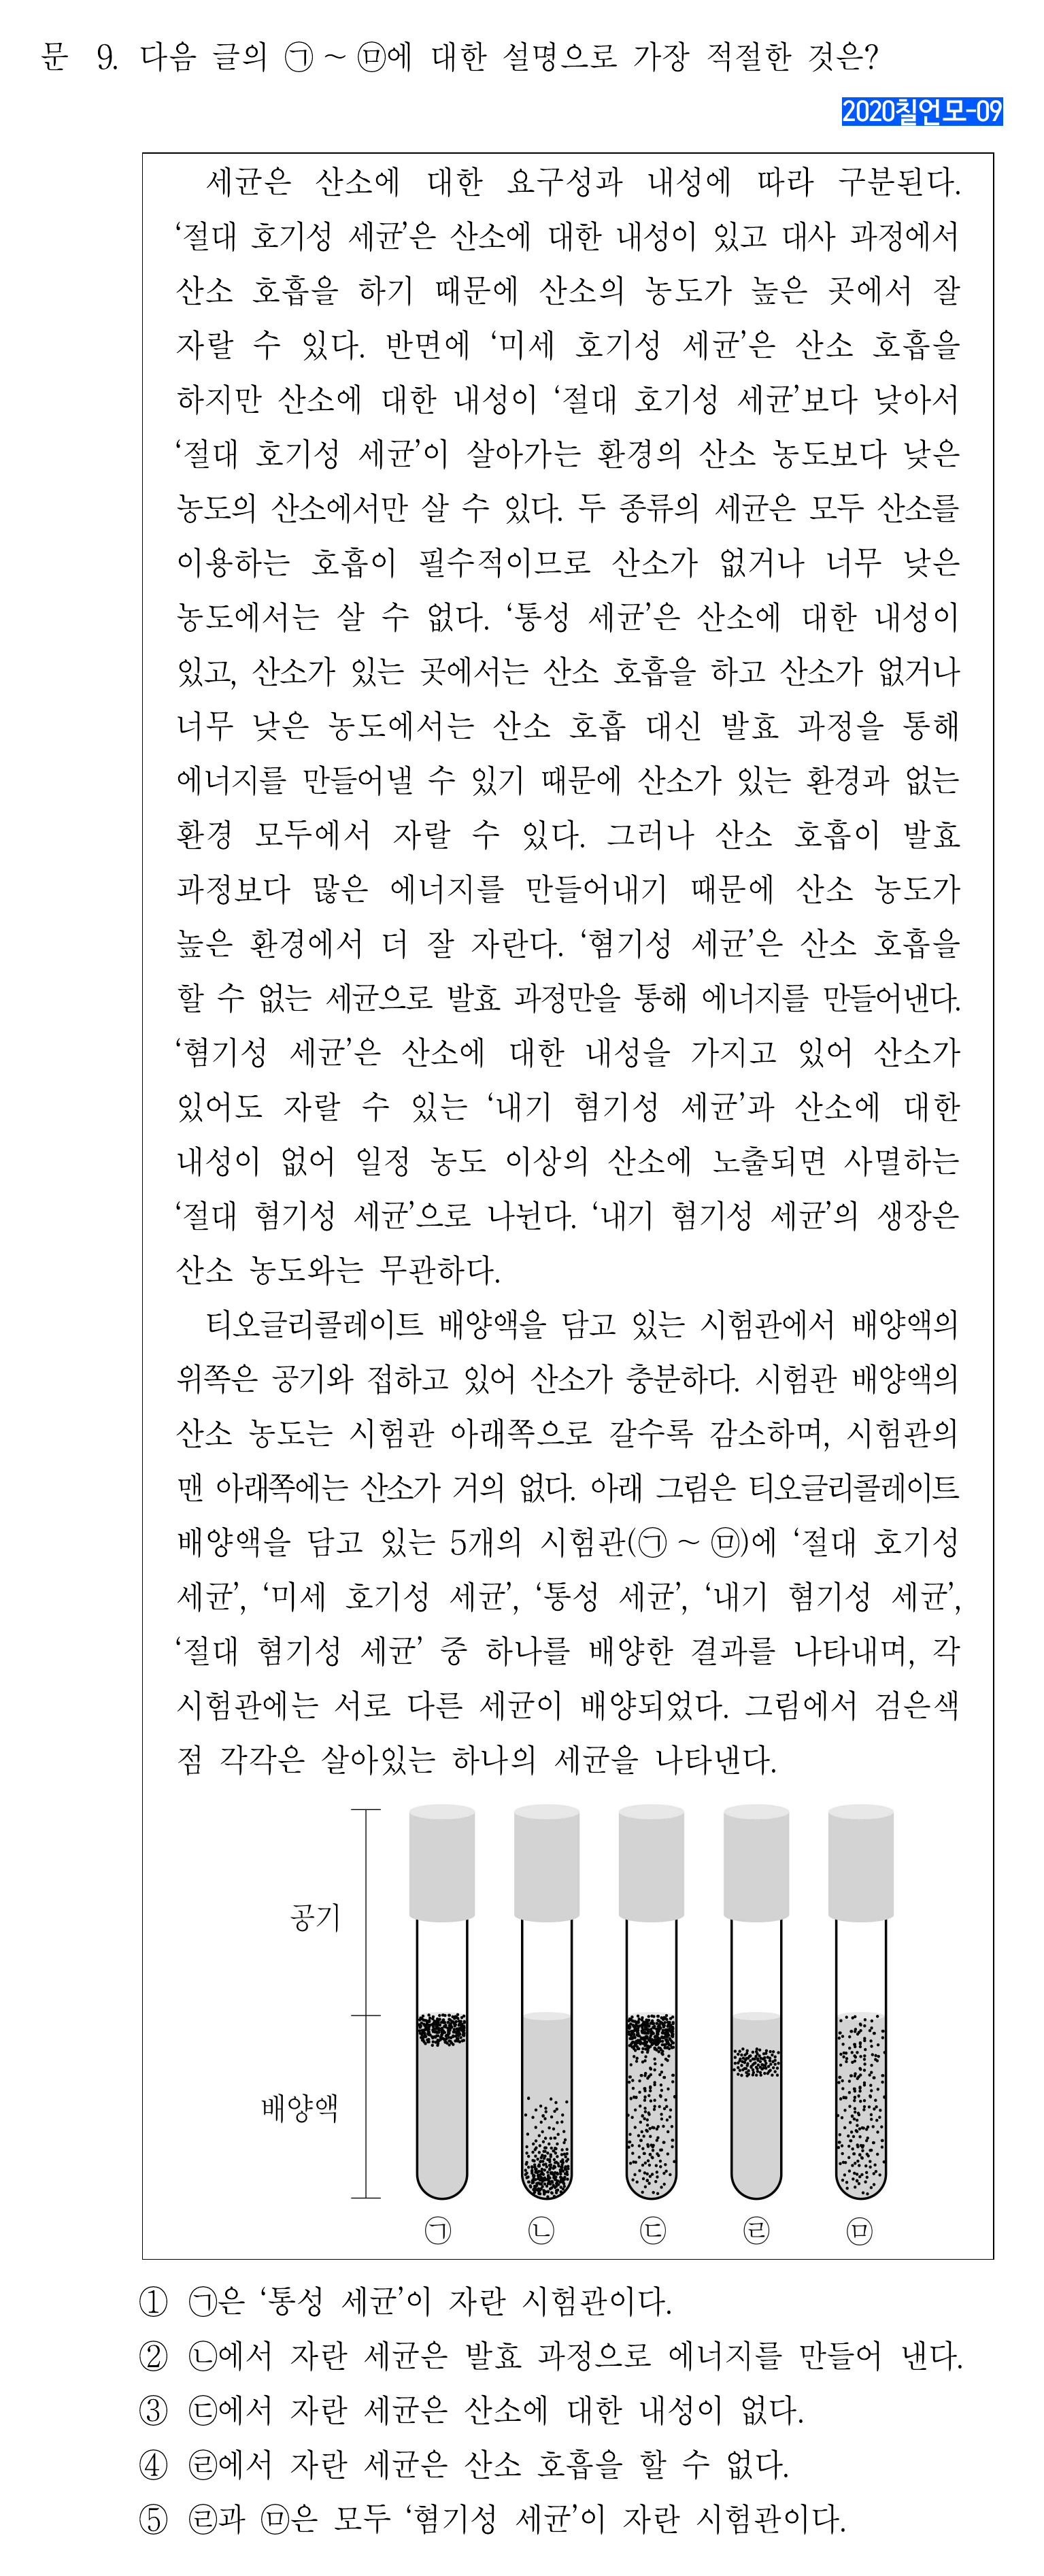 문 9. 다음 글의 ㉠ ~ ㉤에 대한 설명으로 가장 적절한 것은?
2020칠언모-09
세균은 산소에 대한 요구성과 내성에 따라 구분된다.
‘절대 호기성 세균’은 산소에 대한 내성이 있고 대사 과정에서
산소 호흡을 하기 때문에 산소의 농도가 높은 곳에서 잘
자랄 수 있다. 반면에 ‘미세 호기성 세균’은 산소 호흡을
하지만 산소에 대한 내성이 ‘절대 호기성 세균’보다 낮아서
‘절대 호기성 세균’이 살아가는 환경의 산소 농도보다 낮은
농도의 산소에서만 살 수 있다. 두 종류의 세균은 모두 산소를
이용하는 호흡이 필수적이므로 산소가 없거나 너무 낮은
농도에서는 살 수 없다. ‘통성 세균’은 산소에 대한 내성이
있고, 산소가 있는 곳에서는 산소 호흡을 하고 산소가 없거나
너무 낮은 농도에서는 산소 호흡 대신 발효 과정을 통해
에너지를 만들어낼 수 있기 때문에 산소가 있는 환경과 없는
환경 모두에서 자랄 수 있다. 그러나 산소 호흡이 발효
과정보다 많은 에너지를 만들어내기 때문에 산소 농도가
높은 환경에서 더 잘 자란다. ‘혐기성 세균’은 산소 호흡을
할 수 없는 세균으로 발효 과정만을 통해 에너지를 만들어낸다.
‘혐기성 세균’은 산소에 대한 내성을 가지고 있어 산소가
있어도 자랄 수 있는 ‘내기 혐기성 세균’과 산소에 대한
내성이 없어 일정 농도 이상의 산소에 노출되면 사멸하는
‘절대 혐기성 세균’으로 나뉜다. ‘내기 혐기성 세균’의 생장은
산소 농도와는 무관하다.
티오글리콜레이트 배양액을 담고 있는 시험관에서 배양액의
위쪽은 공기와 접하고 있어 산소가 충분하다. 시험관 배양액의
산소 농도는 시험관 아래쪽으로 갈수록 감소하며, 시험관의
맨 아래쪽에는 산소가 거의 없다. 아래 그림은 티오글리콜레이트
배양액을 담고 있는 5개의 시험관(㉠ ~ ㉤)에 ‘절대 호기성
세균’, ‘미세 호기성 세균’, ‘통성 세균’, ‘내기 혐기성 세균’,
‘절대 혐기성 세균’ 중 하나를 배양한 결과를 나타내며, 각
시험관에는 서로 다른 세균이 배양되었다. 그림에서 검은색
점 각각은 살아있는 하나의 세균을 나타낸다.
공기
배양액
㉠ ㉡ ㉢ ㉣ ㉤
① ㉠은 ‘통성 세균’이 자란 시험관이다.
② ㉡에서 자란 세균은 발효 과정으로 에너지를 만들어 낸다.
③ ㉢에서 자란 세균은 산소에 대한 내성이 없다.
④ ㉣에서 자란 세균은 산소 호흡을 할 수 없다.
⑤ ㉣과 ㉤은 모두 ‘혐기성 세균’이 자란 시험관이다.